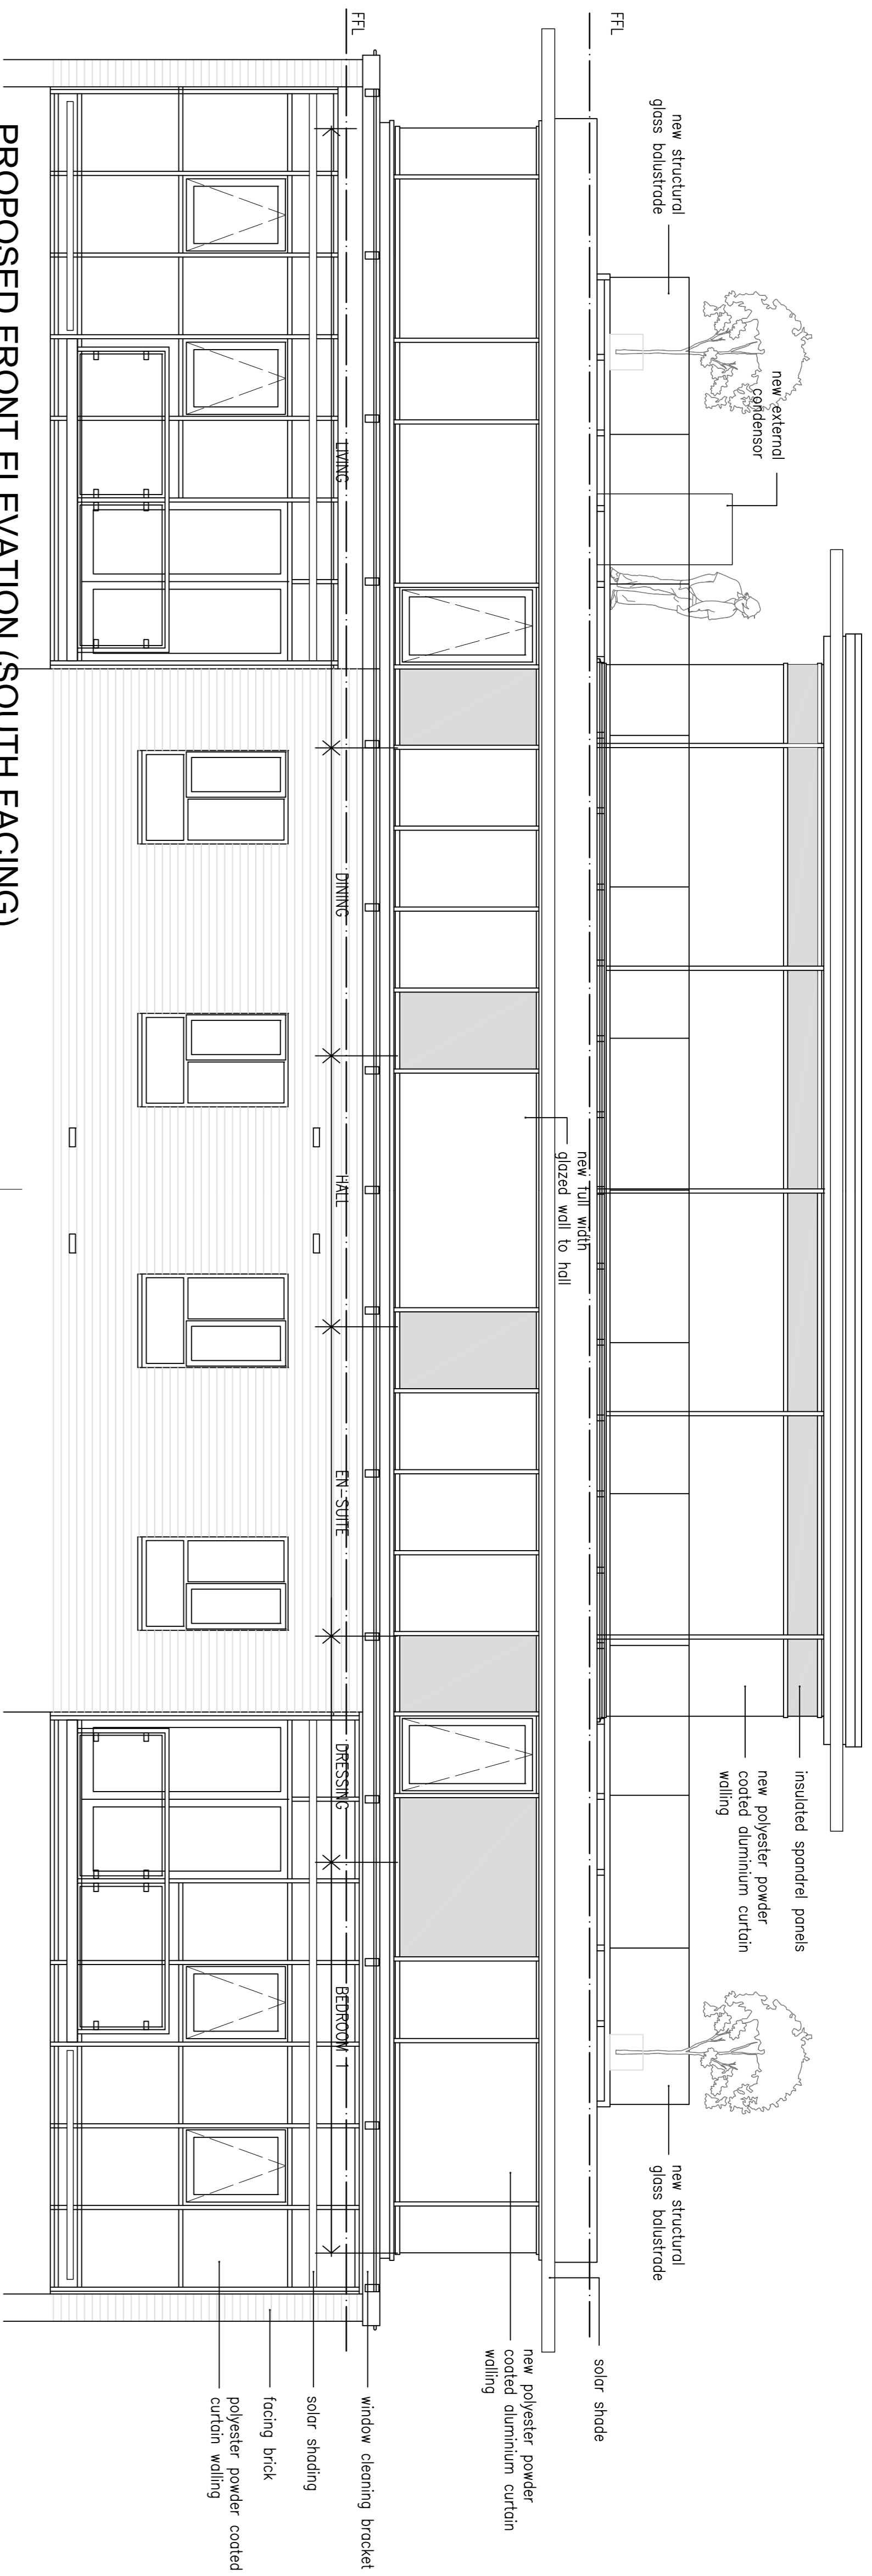 FFL
FFL
new structural
glass balustrade
new external
condensor
insulated spandrel panels
new polyester powder
coated aluminium curtain
walling
new structural
glass balustrade
new full width
glazed wall to hall
solar shade
new polyester powder
coated aluminium curtain
walling
LIVING
DINING
HALL
EN-SUITE
DRESSING
BEDROOM 1
window cleaning bracket
solar shading
facing brick
polyester powder coated
curtain walling
PROPOSED FRONT ELEVATION (SOUTH FACING)